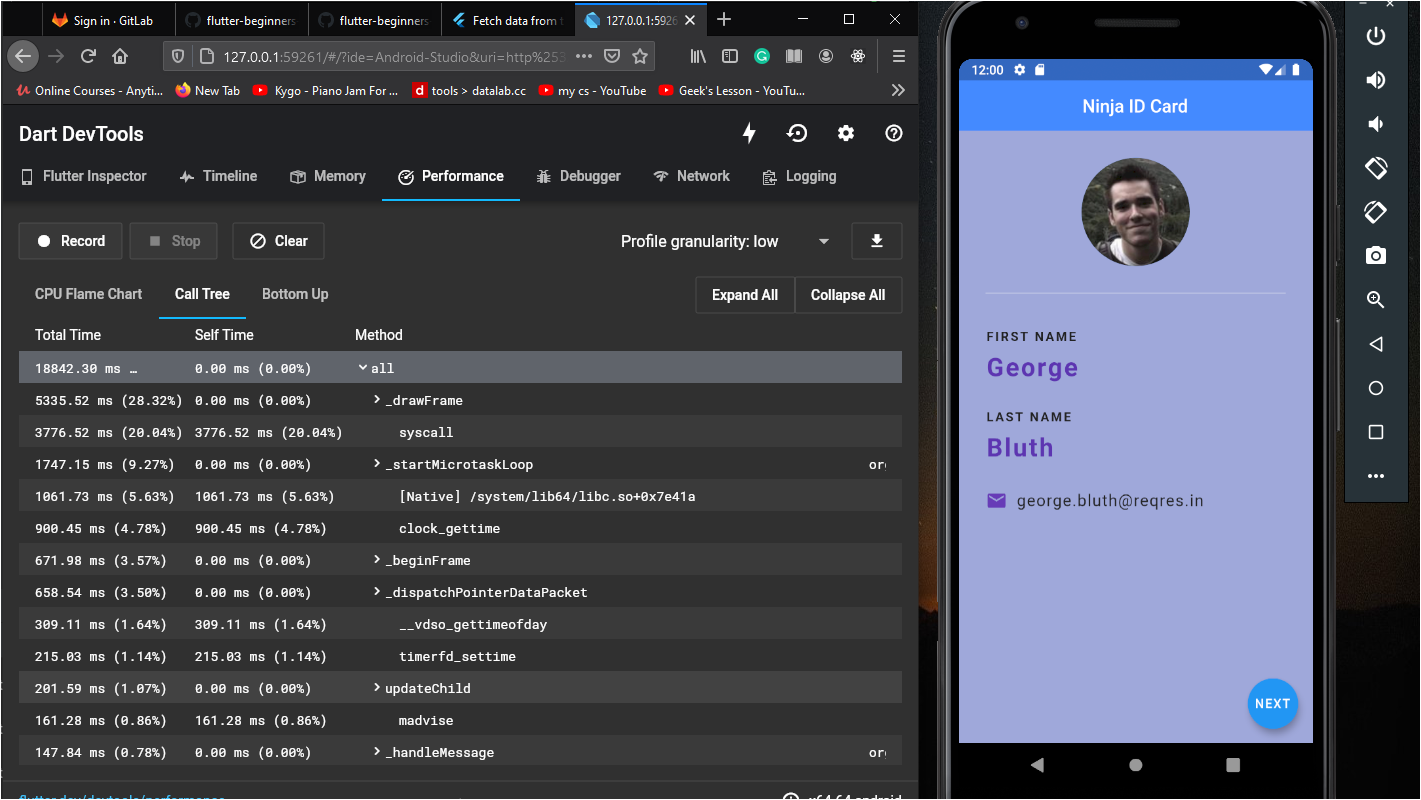 Sign in · GitLab
flutter-beginners
flutter-beginners
Fetch data from t
127.0.0.1:5926
127.0.0.1:59261/#/?ide=Android-Studio&uri=http%253
Online Courses - Anyti...
New Tab
Kygo - Piano Jam For ...
tools > datalab.cc
my cs - YouTube
Geek's Lesson - YouTu...
Dart DevTools
Flutter Inspector
Timeline
Memory
Performance
Debugger
Network
Logging
Record
Stop
Clear
Profile granularity: low
CPU Flame Chart
Call Tree
Bottom Up
Expand All
Collapse All
Total Time Self Time Method
18842.30 ms … 0.00 ms (0.00%) all
5335.52 ms (28.32%) 0.00 ms (0.00%) _drawFrame
3776.52 ms (20.04%) 3776.52 ms (20.04%) syscall
1747.15 ms (9.27%) 0.00 ms (0.00%) _startMicrotaskLoop org
1061.73 ms (5.63%) 1061.73 ms (5.63%) [Native] /system/lib64/libc.so+0x7e41a
900.45 ms (4.78%) 900.45 ms (4.78%) clock_gettime
671.98 ms (3.57%) 0.00 ms (0.00%) _beginFrame
658.54 ms (3.50%) 0.00 ms (0.00%) _dispatchPointerDataPacket
309.11 ms (1.64%) 309.11 ms (1.64%) __vdso_gettimeofday
215.03 ms (1.14%) 215.03 ms (1.14%) timerfd_settime
201.59 ms (1.07%) 0.00 ms (0.00%) updateChild
161.28 ms (0.86%) 161.28 ms (0.86%) madvise
147.84 ms (0.78%) 0.00 ms (0.00%) _handleMessage org
flutter.dev/devtools/performance
x64 64 android
12:00
Ninja ID Card
FIRST NAME
George
LAST NAME
Bluth
george.bluth@reqres.in
NEXT